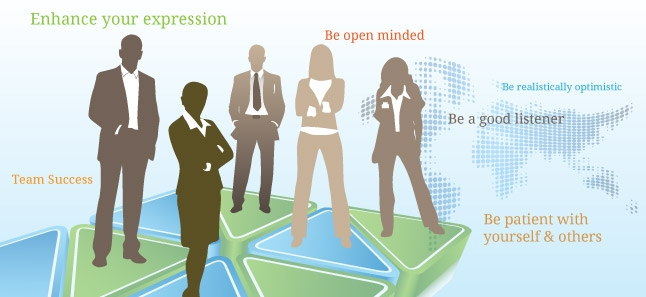 Enhance your expression
Be open minded
Be realistically optimistic
Be a good listener
Team Success
Be patient with
yourself & others